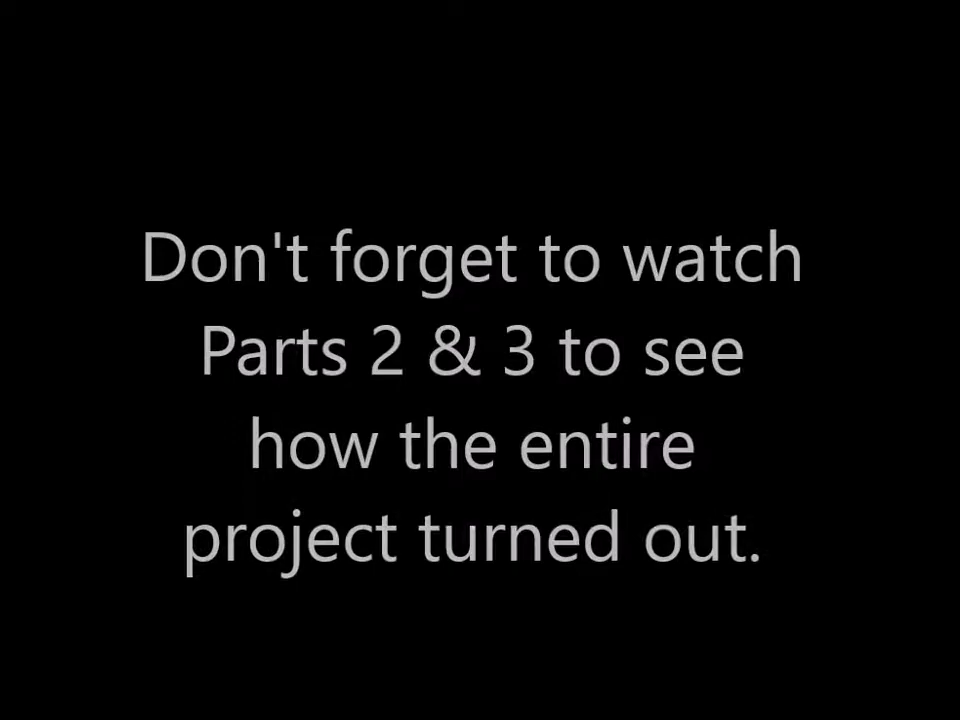 Don't forget to watch
Parts 2 & 3 to see
how the entire
project turned out.